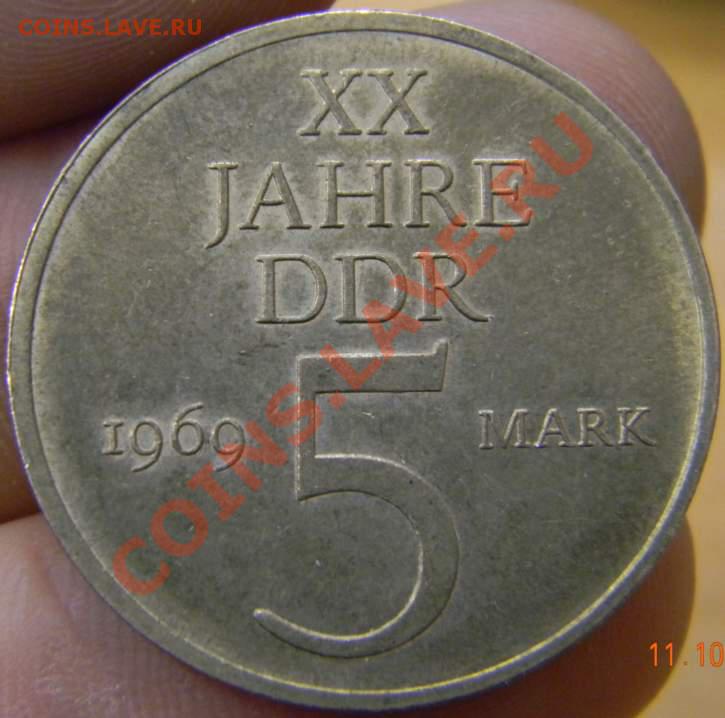 COINS.LAVE.RU
XX
JAHRE
DDR
1969 5 MARK
COINS.LAVE.RU
11.10